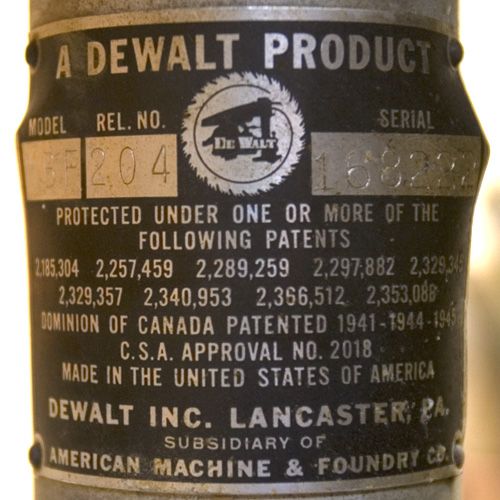 A DEWALT PRODUCT
MODEL REL. NO. SERIAL
DE WALT
204
PROTECTED UNDER ONE OR MORE OF THE
FOLLOWING PATENTS
2,185,304 2,257,459 2,289,259 2,297,882
2,329,357 2,340,953 2,366,512 2,353,088
DOMINION OF CANADA PATENTED 1941-1944-1945
C.S.A. APPROVAL NO. 2018
MADE IN THE UNITED STATES OF AMERICA
DEWALT INC. LANCASTER, PA.
SUBSIDIARY OF
AMERICAN MACHINE & FOUNDRY CO.